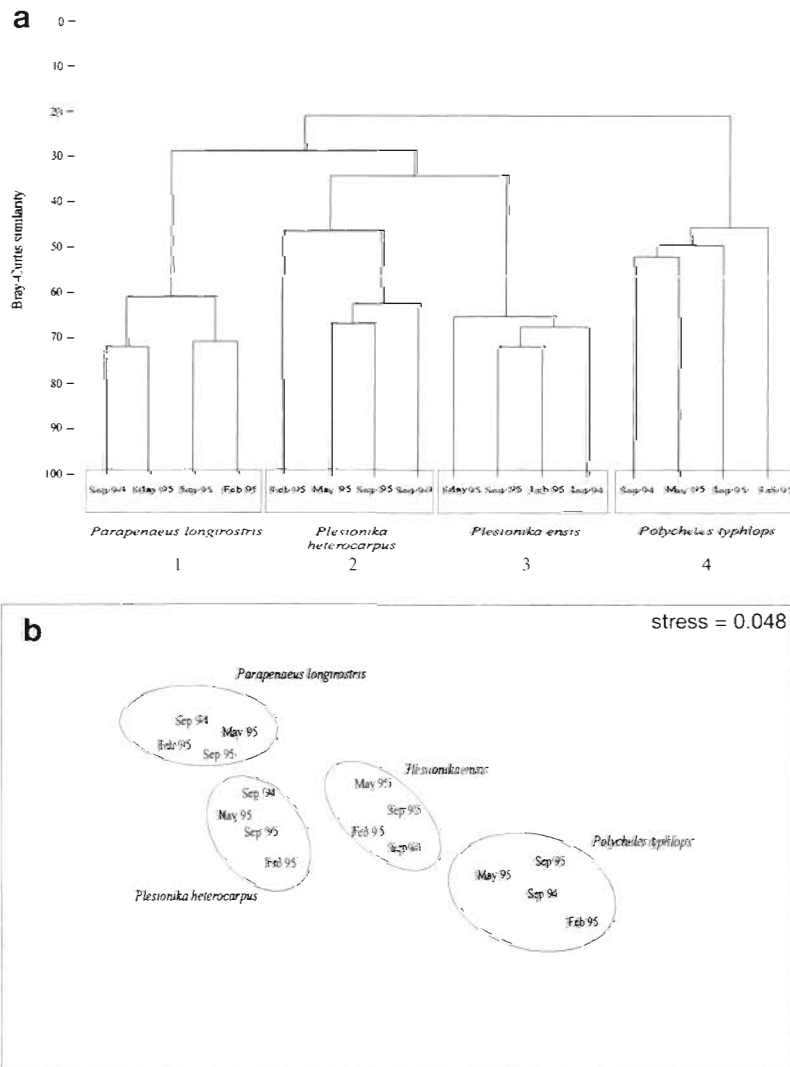 a
0
10
20
30
40
50
60
70
80
90
100
Bray-Curtis similarity
Sep 94 May 95 Sep 95 Feb 95 Feb 95 May 95 Sep 95 Sep 94 May 95 Sep 95 Feb 95 Sep 94 Sep 94 May 95 Sep 95 Feb 95
Parapenaeus longirostris
Plesionika
heterocarpus
Plesionika ensis
Polycheles typhlops
1 2 3 4
b
stress = 0.048
Parapenaeus longirostris
Sep 94
May 95
Feb 95
Sep 95
Plesionika ensis
May 95
Sep 94
May 95
Sep 95
Sep 95
Feb 95
Sep 94
Feb 95
Plesionika heterocarpus
Polycheles typhlops
Sep 95
May 95
Sep 94
Feb 95